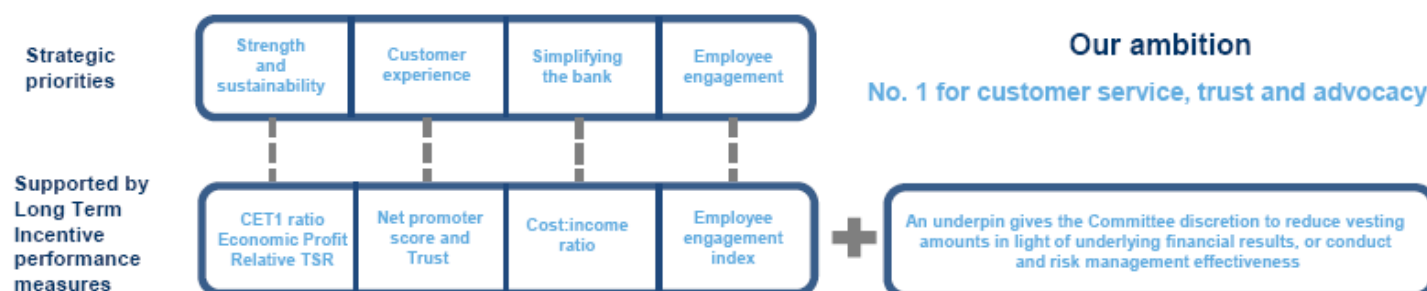 Strategic
priorities
Strength
and
sustainability
Customer
experience
Simplifying
the bank
Employee
engagement
Our ambition
No. 1 for customer service, trust and advocacy
Supported by
Long Term
Incentive
performance
measures
CET1 ratio
Economic Profit
Relative TSR
Net promoter
score and
Trust
Cost:income
ratio
Employee
engagement
index
An underpin gives the Committee discretion to reduce vesting
amounts in light of underlying financial results, or conduct
and risk management effectiveness